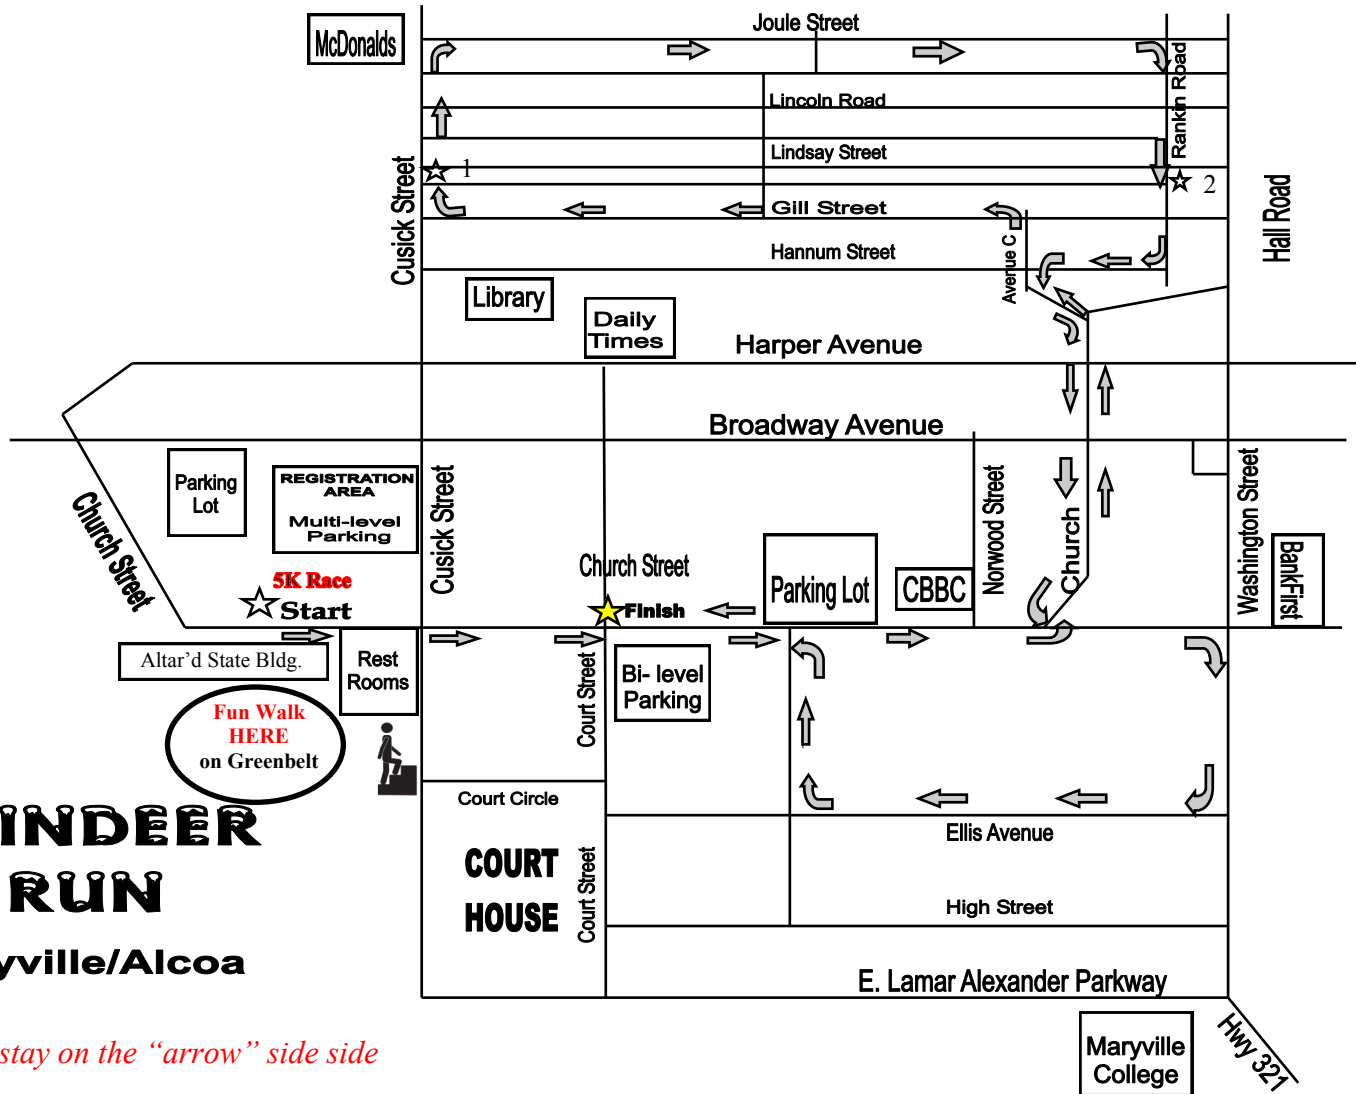 Joule Street
McDonalds
Rankin Road
Lincoln Road
Lindsay Street
1
2
Cusick Street
Gill Street
Hall Road
Hannum Street
Avenue C
Library
Daily
Times
Harper Avenue
Broadway Avenue
Parking
Lot
REGISTRATION
AREA
Multi-level
Parking
Cusick Street
Church Street
Norwood Street
Church
Washington Street
BankFirst
Church Street
5K Race
Start
Finish
Parking Lot
CBBC
Altar’d State Bldg.
Rest
Rooms
Court Street
Bi- level
Parking
Fun Walk
HERE
on Greenbelt
Court Circle
INDEER
RUN
Ellis Avenue
COURT
HOUSE
Court Street
High Street
yville/Alcoa
E. Lamar Alexander Parkway
stay on the “arrow” side side
Maryville
College
Hwy 321